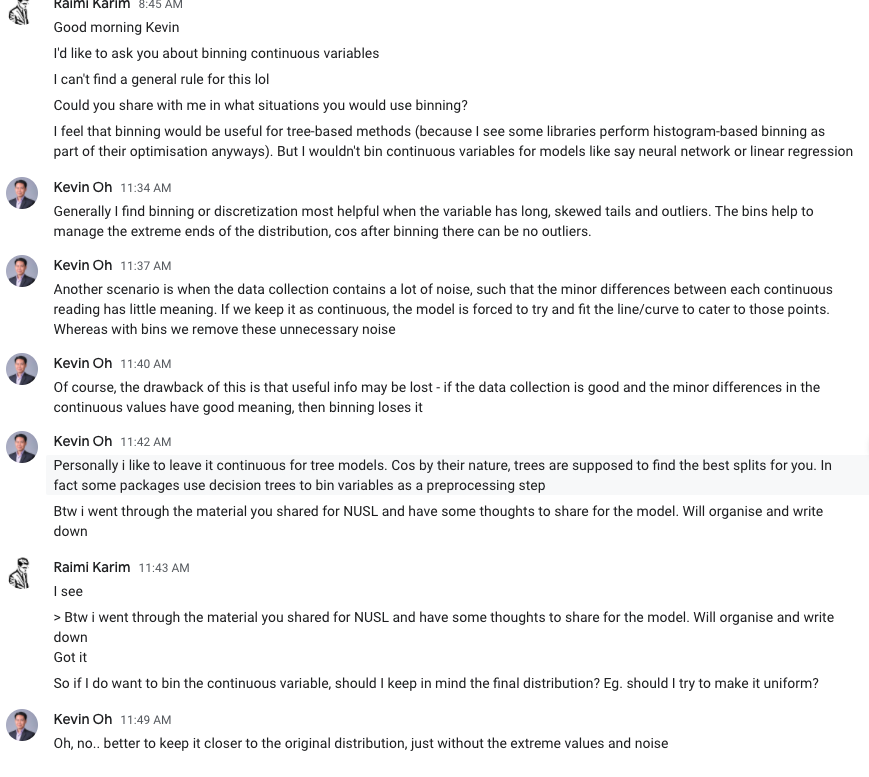 Raimi Karim 8:45 AM
Good morning Kevin
I'd like to ask you about binning continuous variables
I can't find a general rule for this lol
Could you share with me in what situations you would use binning?
I feel that binning would be useful for tree-based methods (because I see some libraries perform histogram-based binning as
part of their optimisation anyways). But I wouldn't bin continuous variables for models like say neural network or linear regression
Kevin Oh 11:34 AM
Generally I find binning or discretization most helpful when the variable has long, skewed tails and outliers. The bins help to
manage the extreme ends of the distribution, cos after binning there can be no outliers.
Kevin Oh 11:37 AM
Another scenario is when the data collection contains a lot of noise, such that the minor differences between each continuous
reading has little meaning. If we keep it as continuous, the model is forced to try and fit the line/curve to cater to those points.
Whereas with bins we remove these unnecessary noise
Kevin Oh 11:40 AM
Of course, the drawback of this is that useful info may be lost - if the data collection is good and the minor differences in the
continuous values have good meaning, then binning loses it
Kevin Oh 11:42 AM
Personally i like to leave it continuous for tree models. Cos by their nature, trees are supposed to find the best splits for you. In
fact some packages use decision trees to bin variables as a preprocessing step
Btw i went through the material you shared for NUSL and have some thoughts to share for the model. Will organise and write
down
Raimi Karim 11:43 AM
I see
> Btw i went through the material you shared for NUSL and have some thoughts to share for the model. Will organise and write
down
Got it
So if I do want to bin the continuous variable, should I keep in mind the final distribution? Eg. should I try to make it uniform?
Kevin Oh 11:49 AM
Oh, no.. better to keep it closer to the original distribution, just without the extreme values and noise